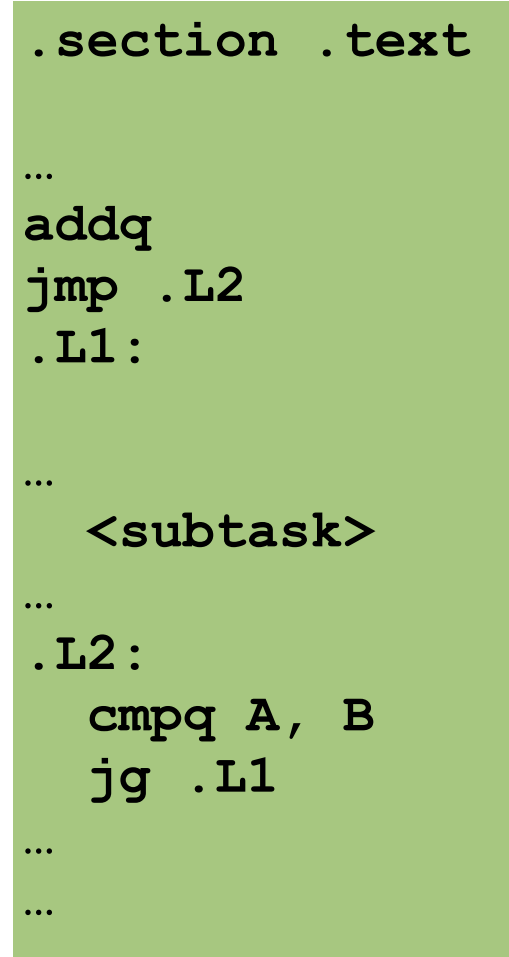 .section .text
…
addq
jmp .L2
.L1:
…
<subtask>
…
.L2:
cmpq A, B
jg .L1
…
…